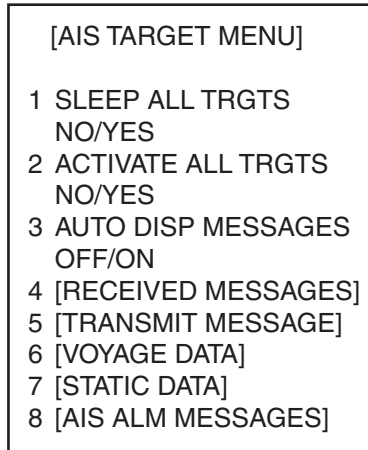 [AIS TARGET MENU]
1 SLEEP ALL TRGTS
NO/YES
2 ACTIVATE ALL TRGTS
NO/YES
3 AUTO DISP MESSAGES
OFF/ON
4 [RECEIVED MESSAGES]
5 [TRANSMIT MESSAGE]
6 [VOYAGE DATA]
7 [STATIC DATA]
8 [AIS ALM MESSAGES]